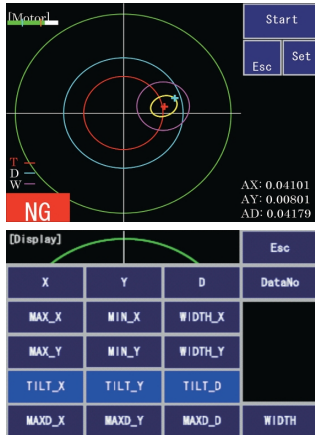 [Motor]
Start
Esc
Set
T
D
W
NG
AX: 0.04101
AY: 0.00801
AD: 0.04179
[Display]
Esc
X Y D DataNo
MAX_X MIN_X WIDTH_X
MAX_Y MIN_Y WIDTH_Y
TILT_X TILT_Y TILT_D
MAXD_X MAXD_Y MAXD_D WIDTH